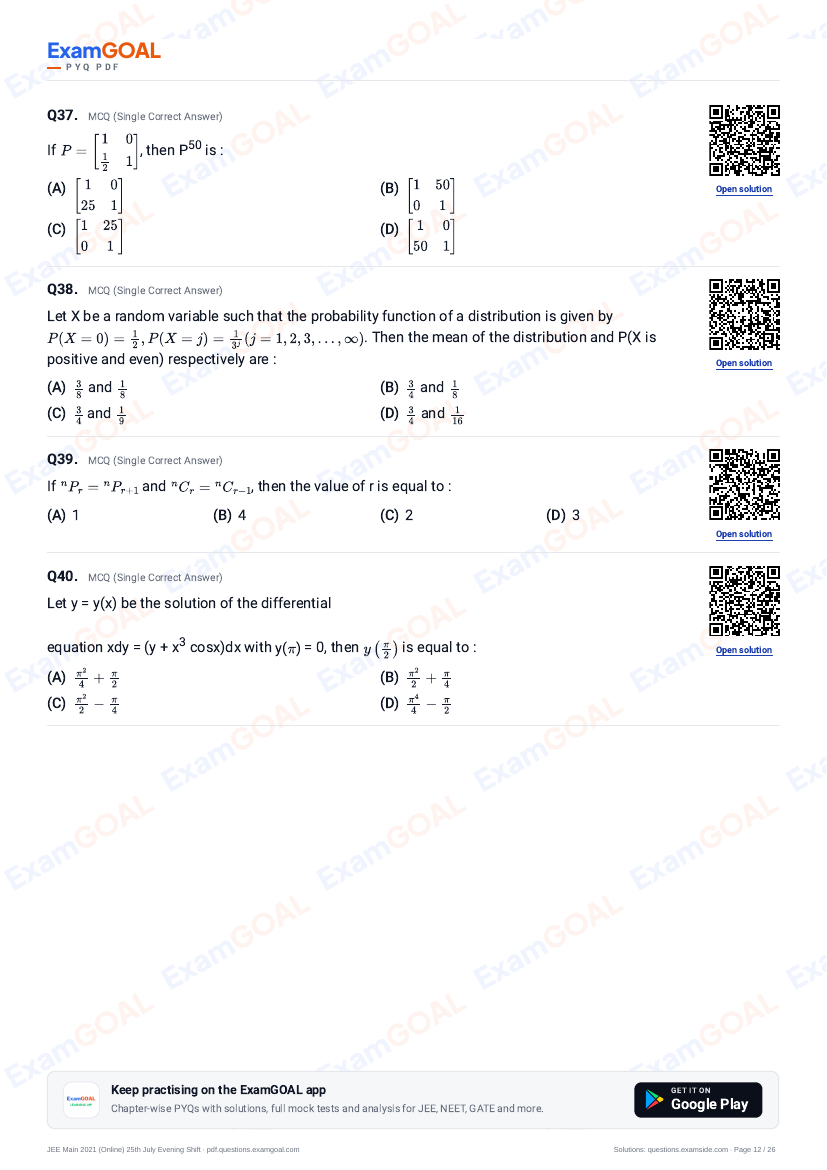 ExamGOAL
PYQ PDF
Q37. MCQ (Single Correct Answer)
If P = [1 0; 1/2 1], then P^50 is :
(A) [1 0; 25 1]
(B) [1 50; 0 1]
(C) [1 25; 0 1]
(D) [1 0; 50 1]
Open solution
Q38. MCQ (Single Correct Answer)
Let X be a random variable such that the probability function of a distribution is given by
P(X = 0) = 1/2, P(X = j) = 1/3^j (j = 1, 2, 3, ..., ∞). Then the mean of the distribution and P(X is
positive and even) respectively are :
(A) 3/8 and 1/8
(B) 3/4 and 1/8
(C) 3/4 and 1/9
(D) 3/4 and 1/16
Open solution
Q39. MCQ (Single Correct Answer)
If ^nP_r = ^nP_{r+1} and ^nC_r = ^nC_{r−1}, then the value of r is equal to :
(A) 1
(B) 4
(C) 2
(D) 3
Open solution
Q40. MCQ (Single Correct Answer)
Let y = y(x) be the solution of the differential
equation xdy = (y + x^3 cosx)dx with y(π) = 0, then y(π/2) is equal to :
(A) π^2/4 + π/2
(B) π^2/2 + π/4
(C) π^2/2 − π/4
(D) π^4/4 − π/2
Open solution
ExamGOAL
Keep practising on the ExamGOAL app
Chapter-wise PYQs with solutions, full mock tests and analysis for JEE, NEET, GATE and more.
GET IT ON
Google Play
JEE Main 2021 (Online) 25th July Evening Shift · pdf.questions.examgoal.com
Solutions: questions.examside.com · Page 12 / 26